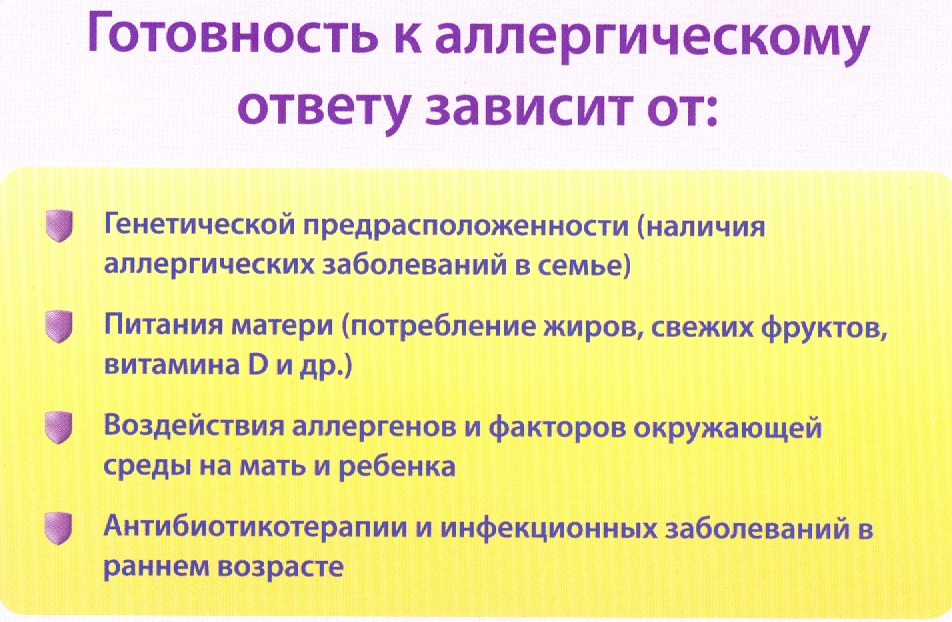 Готовность к аллергическому
ответу зависит от:
Генетической предрасположенности (наличия
аллергических заболеваний в семье)
Питания матери (потребление жиров, свежих фруктов,
витамина D и др.)
Воздействия аллергенов и факторов окружающей
среды на мать и ребенка
Антибиотикотерапии и инфекционных заболеваний в
раннем возрасте